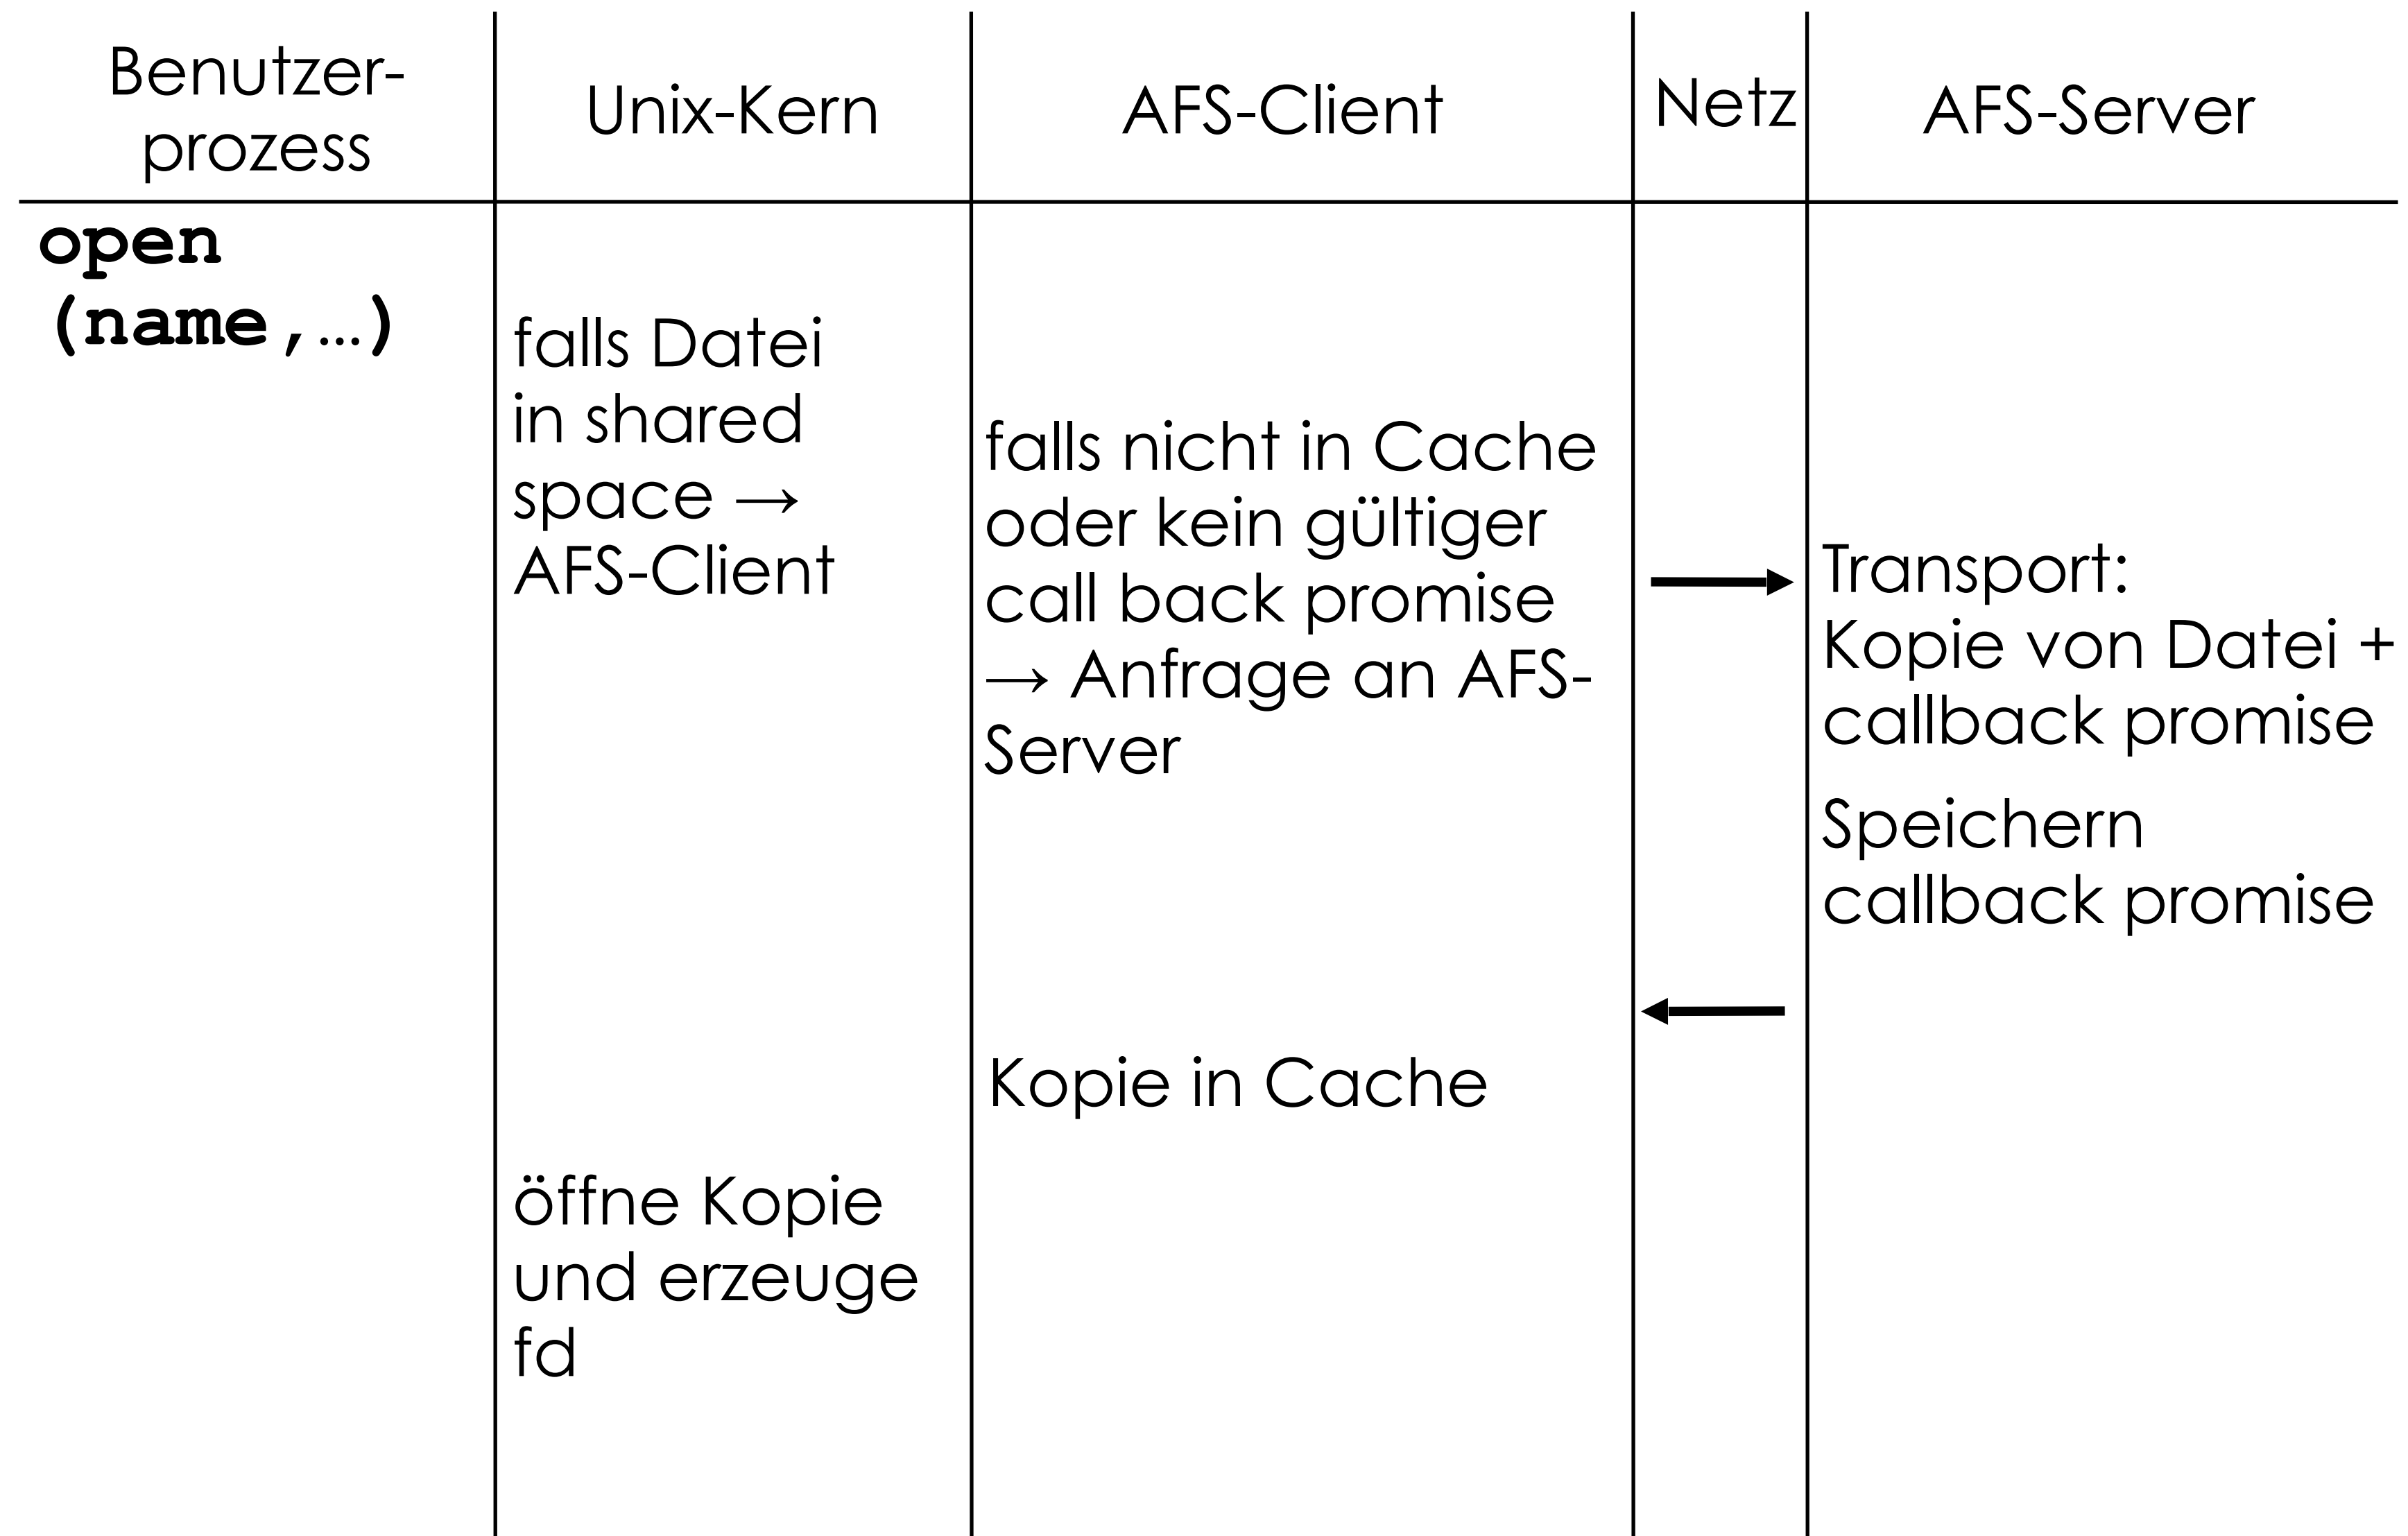 Benutzer-
prozess
Unix-Kern
AFS-Client
Netz
AFS-Server
open
(name,…)
falls Datei
in shared
space →
AFS-Client
falls nicht in Cache
oder kein gültiger
call back promise
→ Anfrage an AFS-
Server
Transport:
Kopie von Datei +
callback promise
Speichern
callback promise
Kopie in Cache
öffne Kopie
und erzeuge
fd